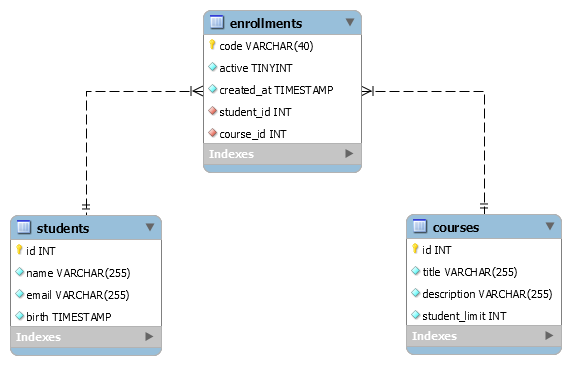 enrollments
code VARCHAR(40)
active TINYINT
created_at TIMESTAMP
student_id INT
course_id INT
Indexes
students
id INT
name VARCHAR(255)
email VARCHAR(255)
birth TIMESTAMP
Indexes
courses
id INT
title VARCHAR(255)
description VARCHAR(255)
student_limit INT
Indexes